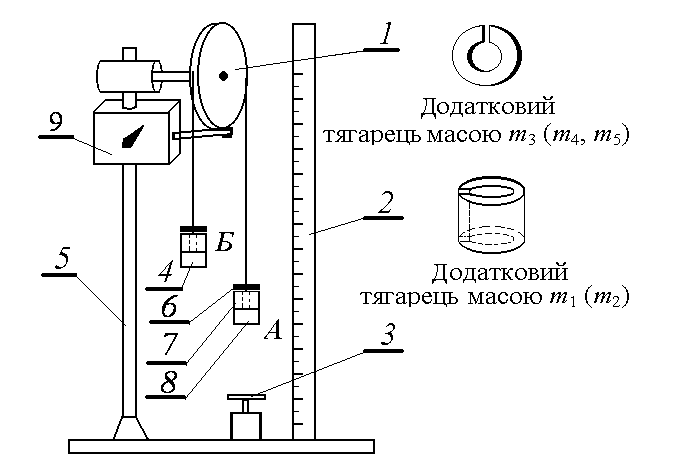 1
Додатковий
тягарець масою m3 (m4, m5)
9
2
Б
5
4
Додатковий
тягарець масою m1 (m2)
6
А
7
3
8